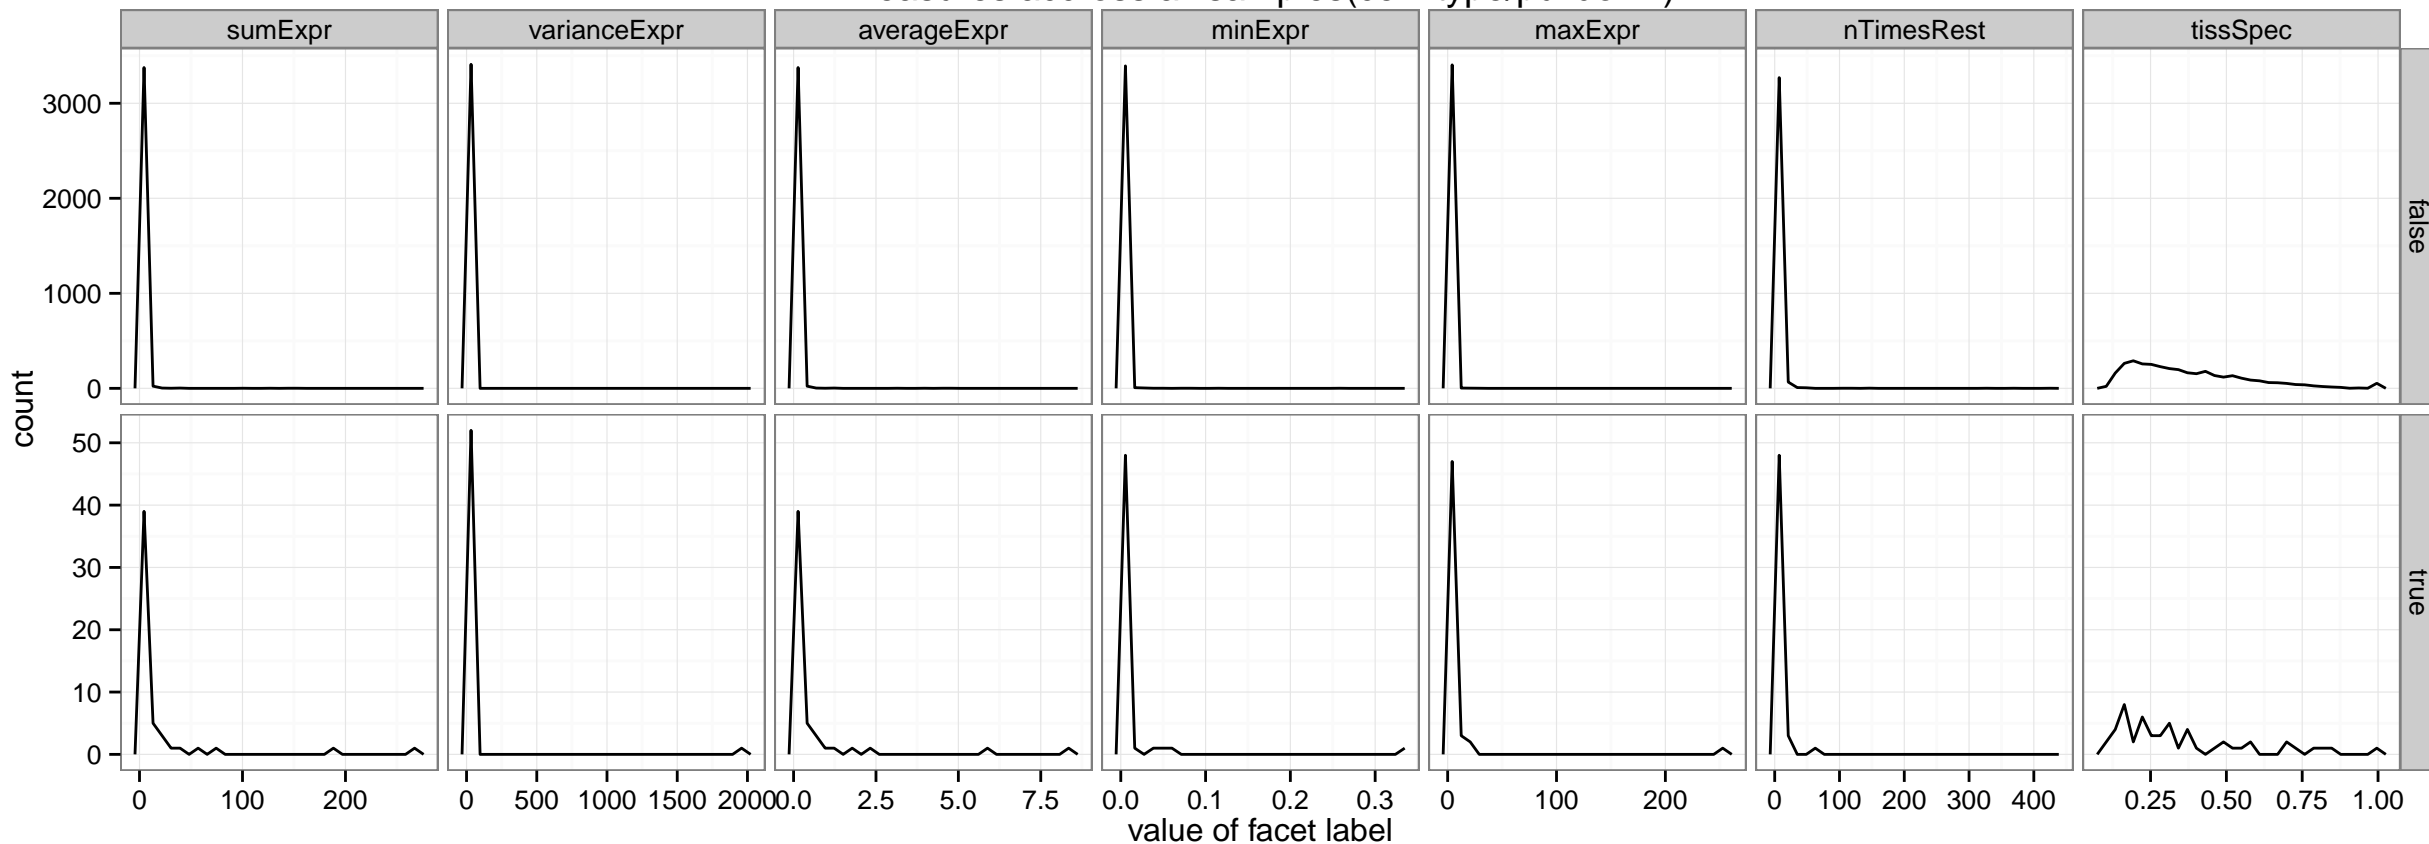 sumExpr varianceExpr averageExpr minExpr maxExpr nTimesRest tissSpec
3000
2000
1000
0
false
count
50
40
30
20
10
0
true
0 100 200 0 500 1000 1500 2000 0.0 2.5 5.0 7.5 0.0 0.1 0.2 0.3 0 100 200 0 100 200 300 400 0.25 0.50 0.75 1.00
value of facet label